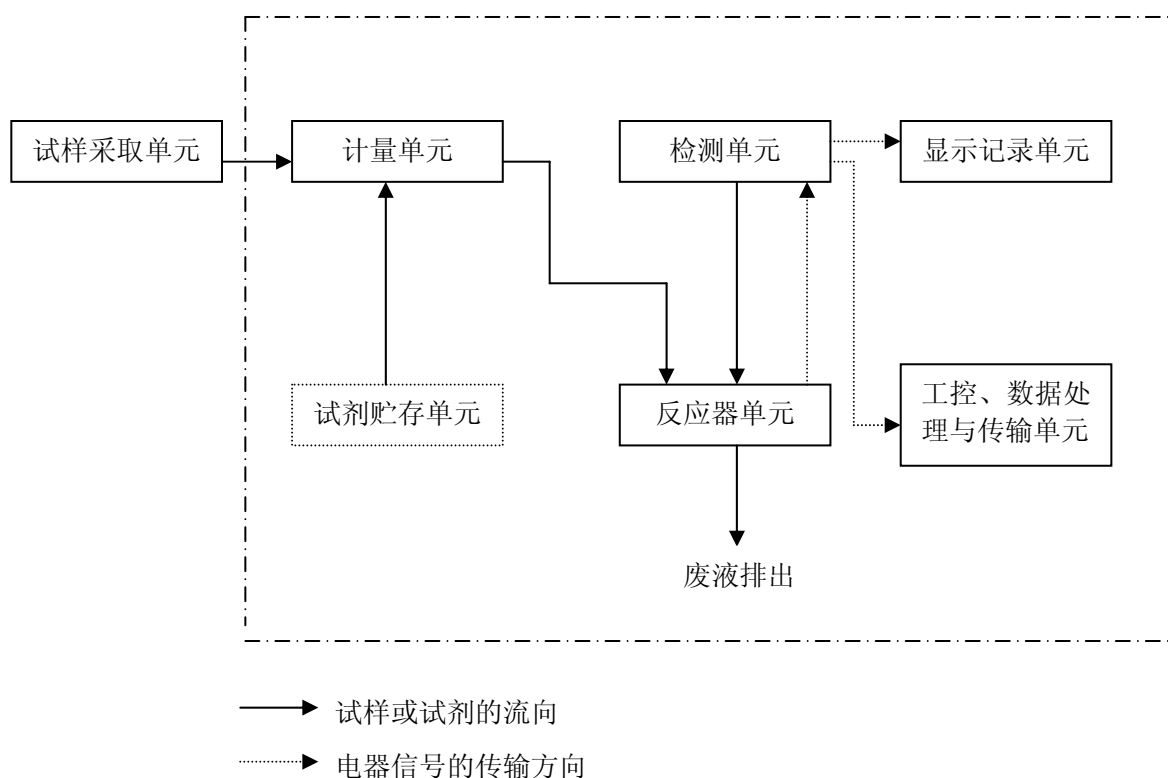 试样采取单元
计量单元
检测单元
显示记录单元
试剂贮存单元
反应器单元
工控、数据处
理与传输单元
废液排出
试样或试剂的流向
电器信号的传输方向